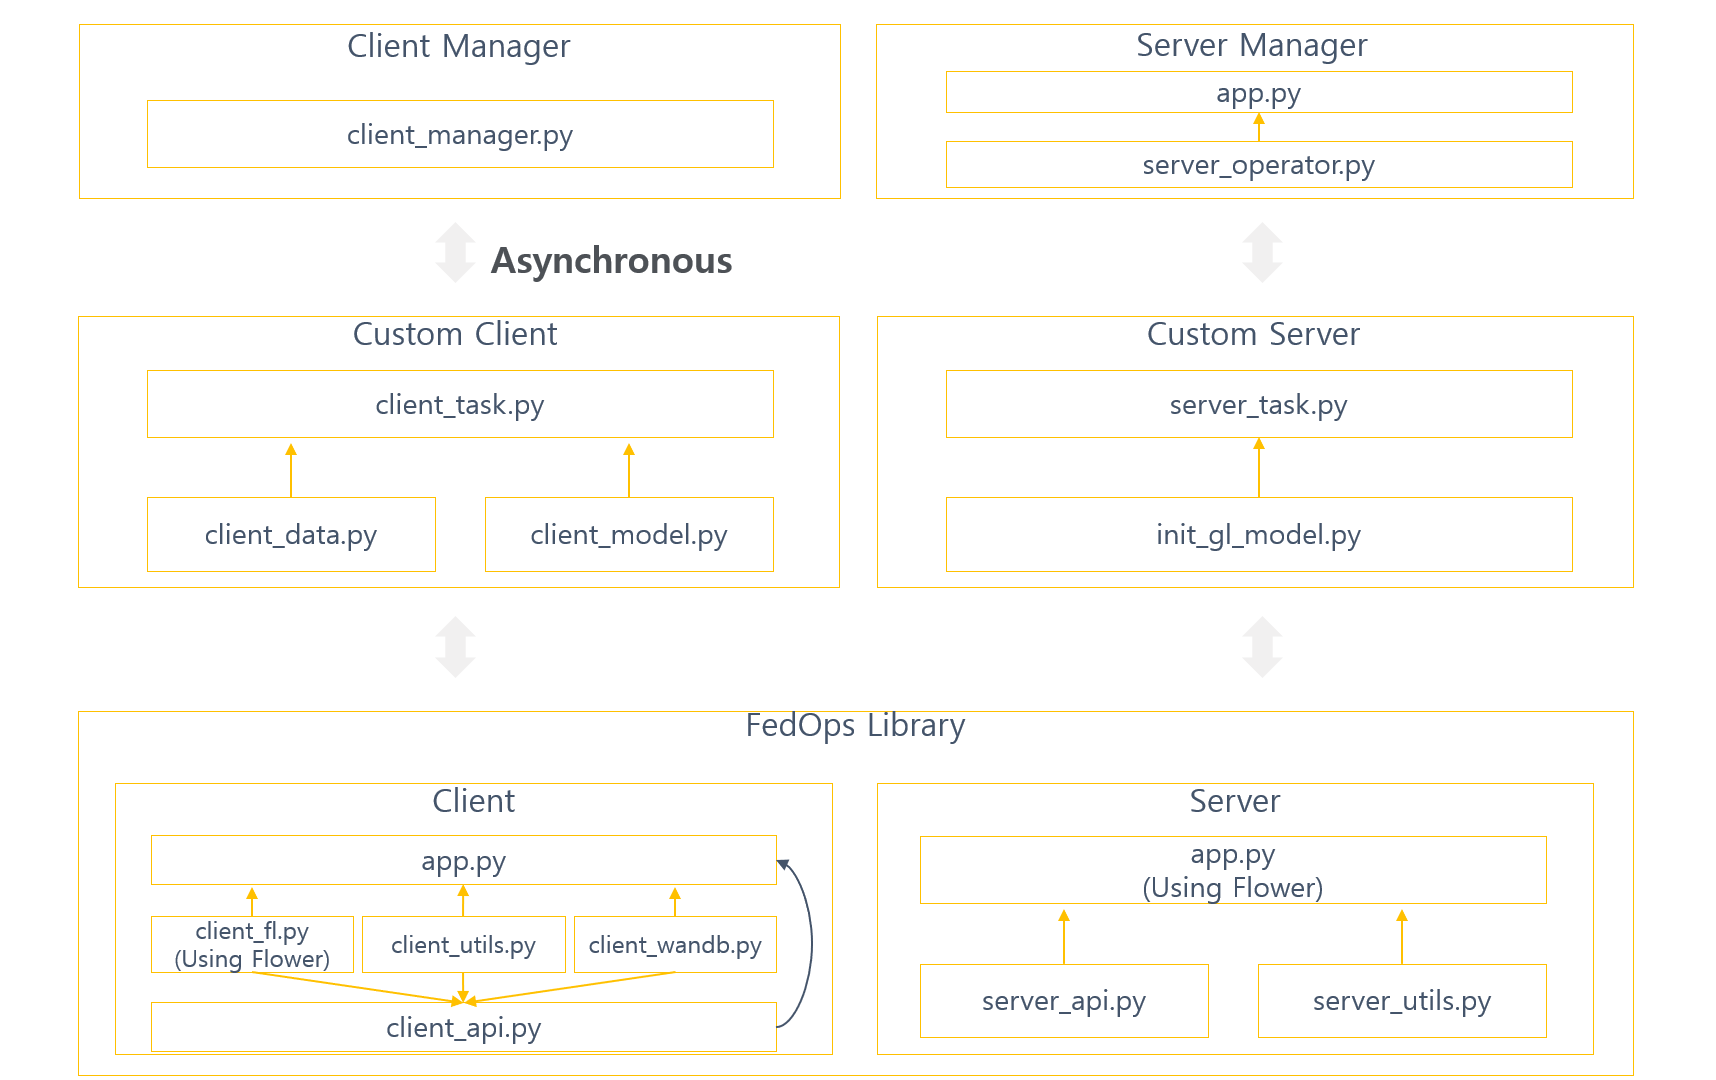 Client Manager
client_manager.py
Server Manager
app.py
server_operator.py
Asynchronous
Custom Client
client_task.py
client_data.py
client_model.py
Custom Server
server_task.py
init_gl_model.py
FedOps Library
Client
app.py
client_fl.py
(Using Flower)
client_utils.py
client_wandb.py
client_api.py
Server
app.py
(Using Flower)
server_api.py
server_utils.py